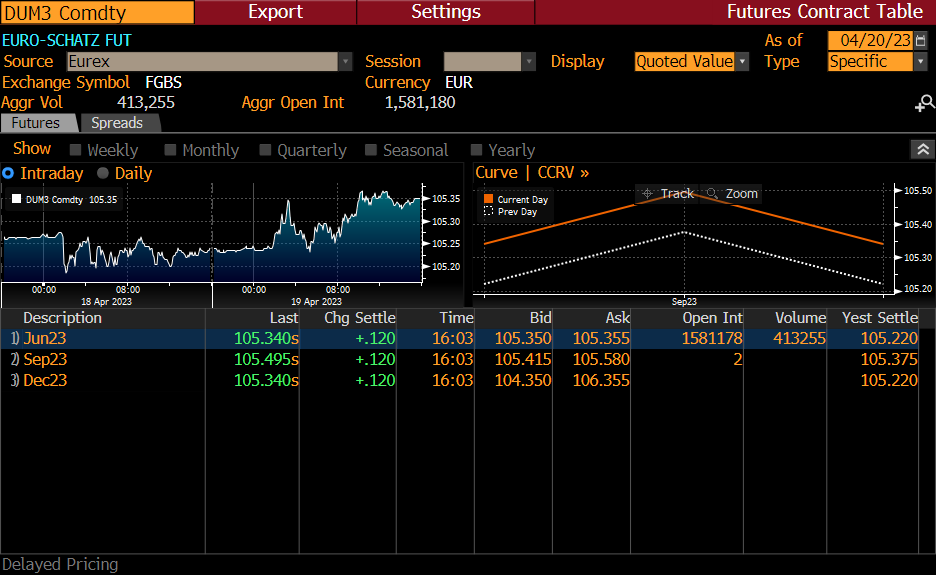 DUM3 Comdty Export Settings Futures Contract Table
EURO-SCHATZ FUT As of 04/20/23
Source Eurex Session Display Quoted Value Type Specific
Exchange Symbol FGBS Currency EUR
Aggr Vol 413,255 Aggr Open Int 1,581,180
Futures Spreads
Show Weekly Monthly Quarterly Seasonal Yearly
Intraday Daily
DUM3 Comdty 105.35
105.35
105.30
105.25
105.20
00:00 08:00 00:00 08:00
18 Apr 2023 19 Apr 2023
Curve | CCRV »
Track Zoom
Current Day
Prev Day
105.50
105.40
105.30
105.20
Sep23
Description Last Chg Settle Time Bid Ask Open Int Volume Yest Settle
1) Jun23 105.340s +.120 16:03 105.350 105.355 1581178 413255 105.220
2) Sep23 105.495s +.120 16:03 105.415 105.580 2 105.375
3) Dec23 105.340s +.120 16:03 104.350 106.355 105.220
Delayed Pricing